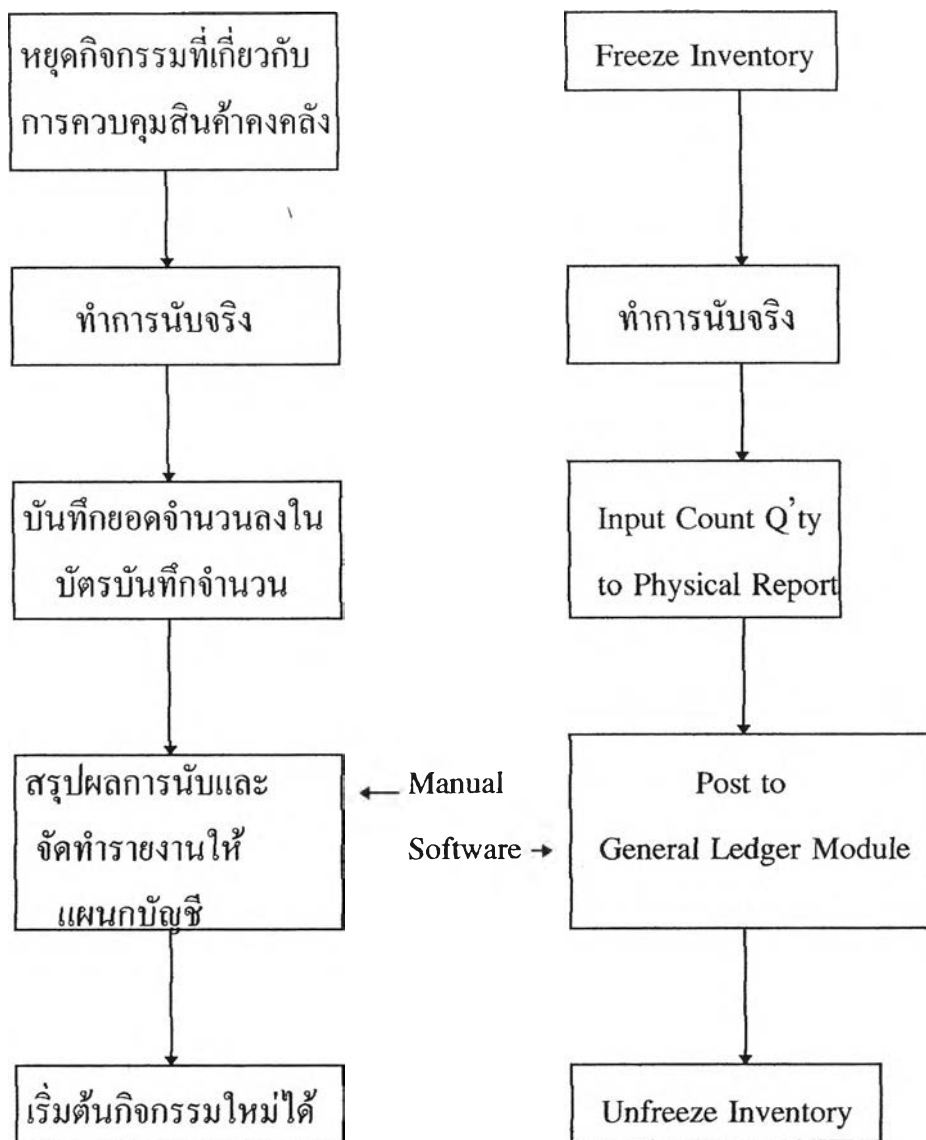 หยุดกิจกรรมที่เกี่ยวกับ
การควบคุมสินค้าคงคลัง
ทำการนับจริง
บันทึกยอดจำนวนลงใน
บัตรบันทึกจำนวน
สรุปผลการนับและ
จัดทำรายงานให้
แผนกบัญชี
เริ่มต้นกิจกรรมใหม่ได้
← Manual
Software →
Freeze Inventory
ทำการนับจริง
Input Count Q'ty
to Physical Report
Post to
General Ledger Module
Unfreeze Inventory